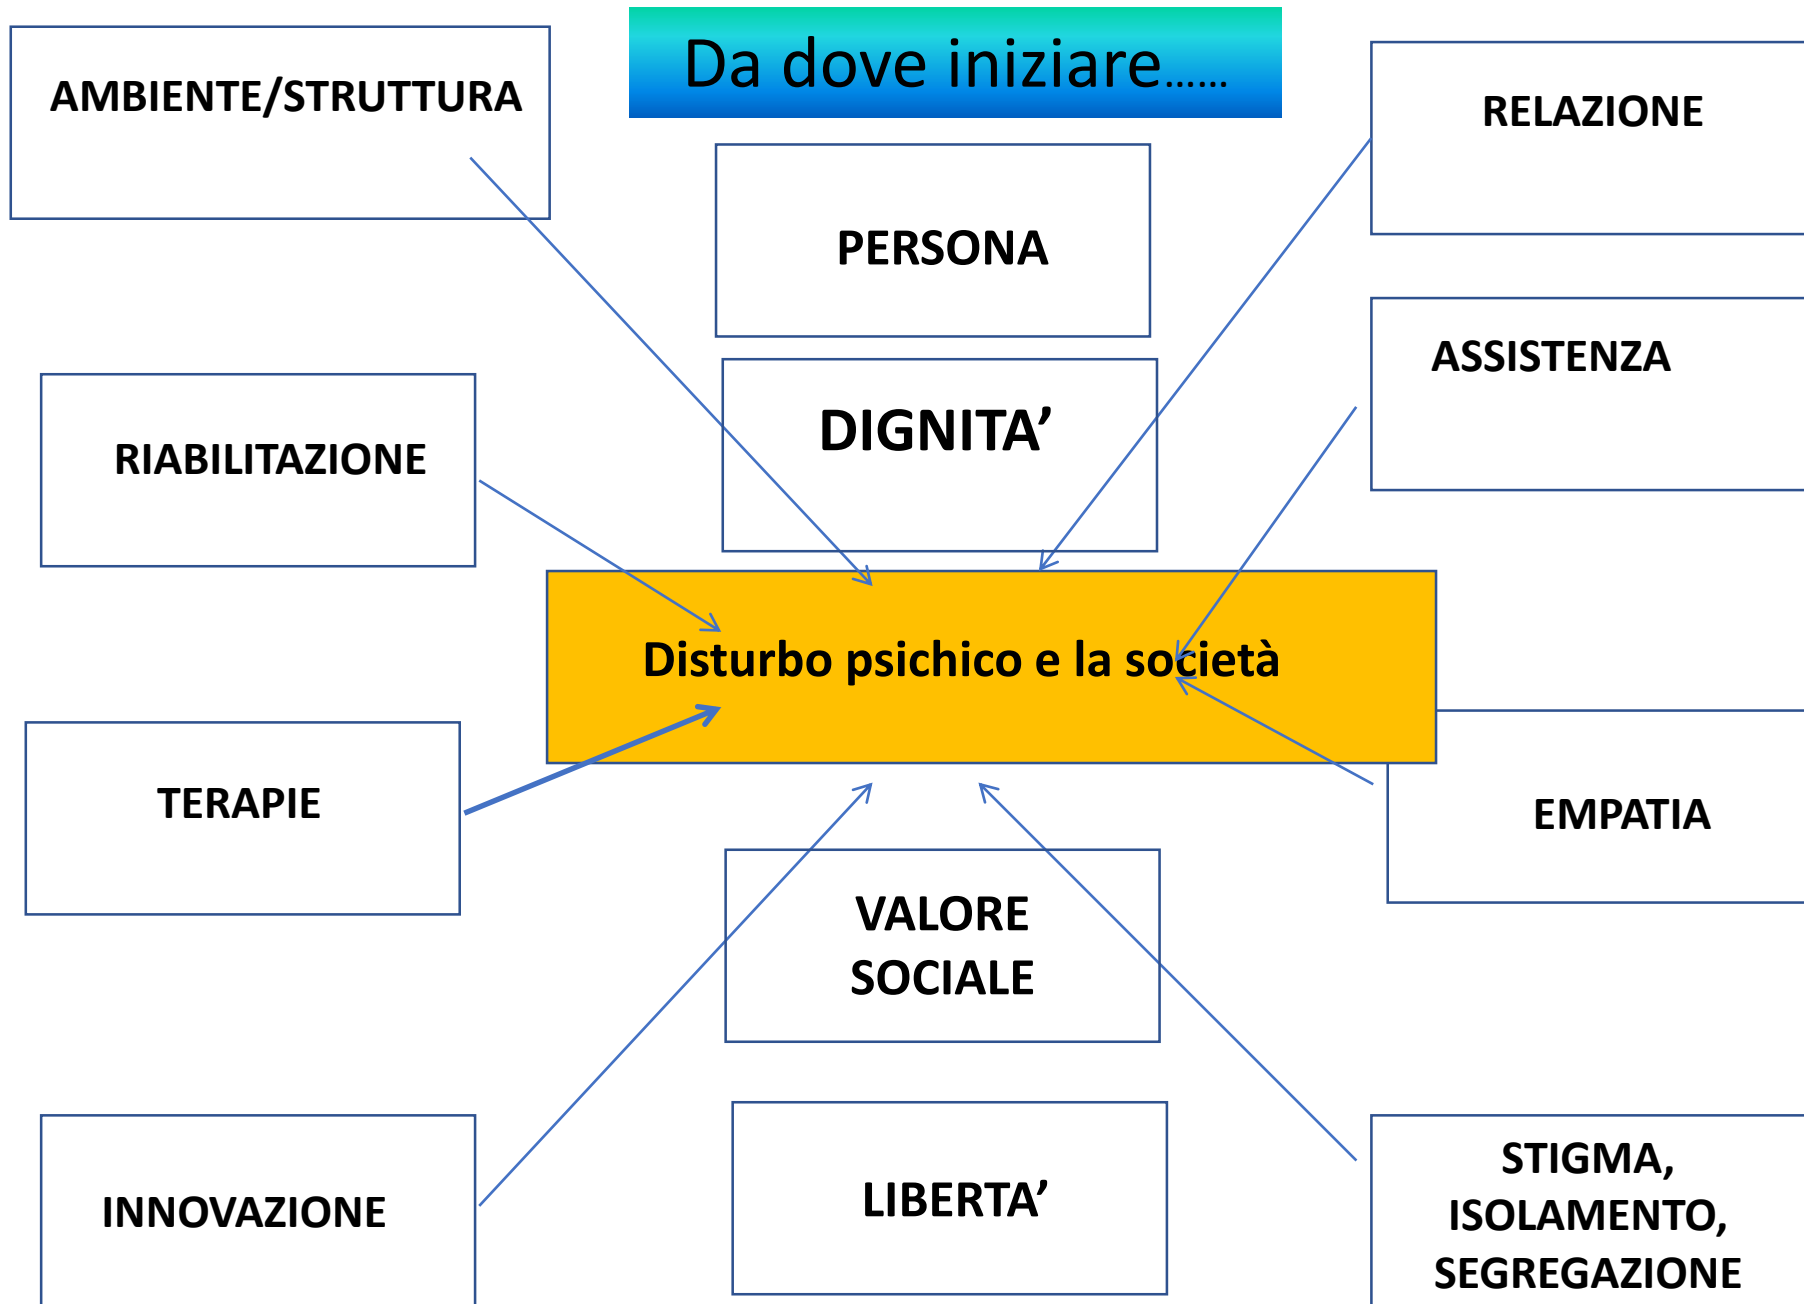 Da dove iniziare......
AMBIENTE/STRUTTURA
RELAZIONE
PERSONA
ASSISTENZA
DIGNITA’
RIABILITAZIONE
Disturbo psichico e la società
TERAPIE
EMPATIA
VALORE
SOCIALE
INNOVAZIONE
LIBERTA’
STIGMA,
ISOLAMENTO,
SEGREGAZIONE